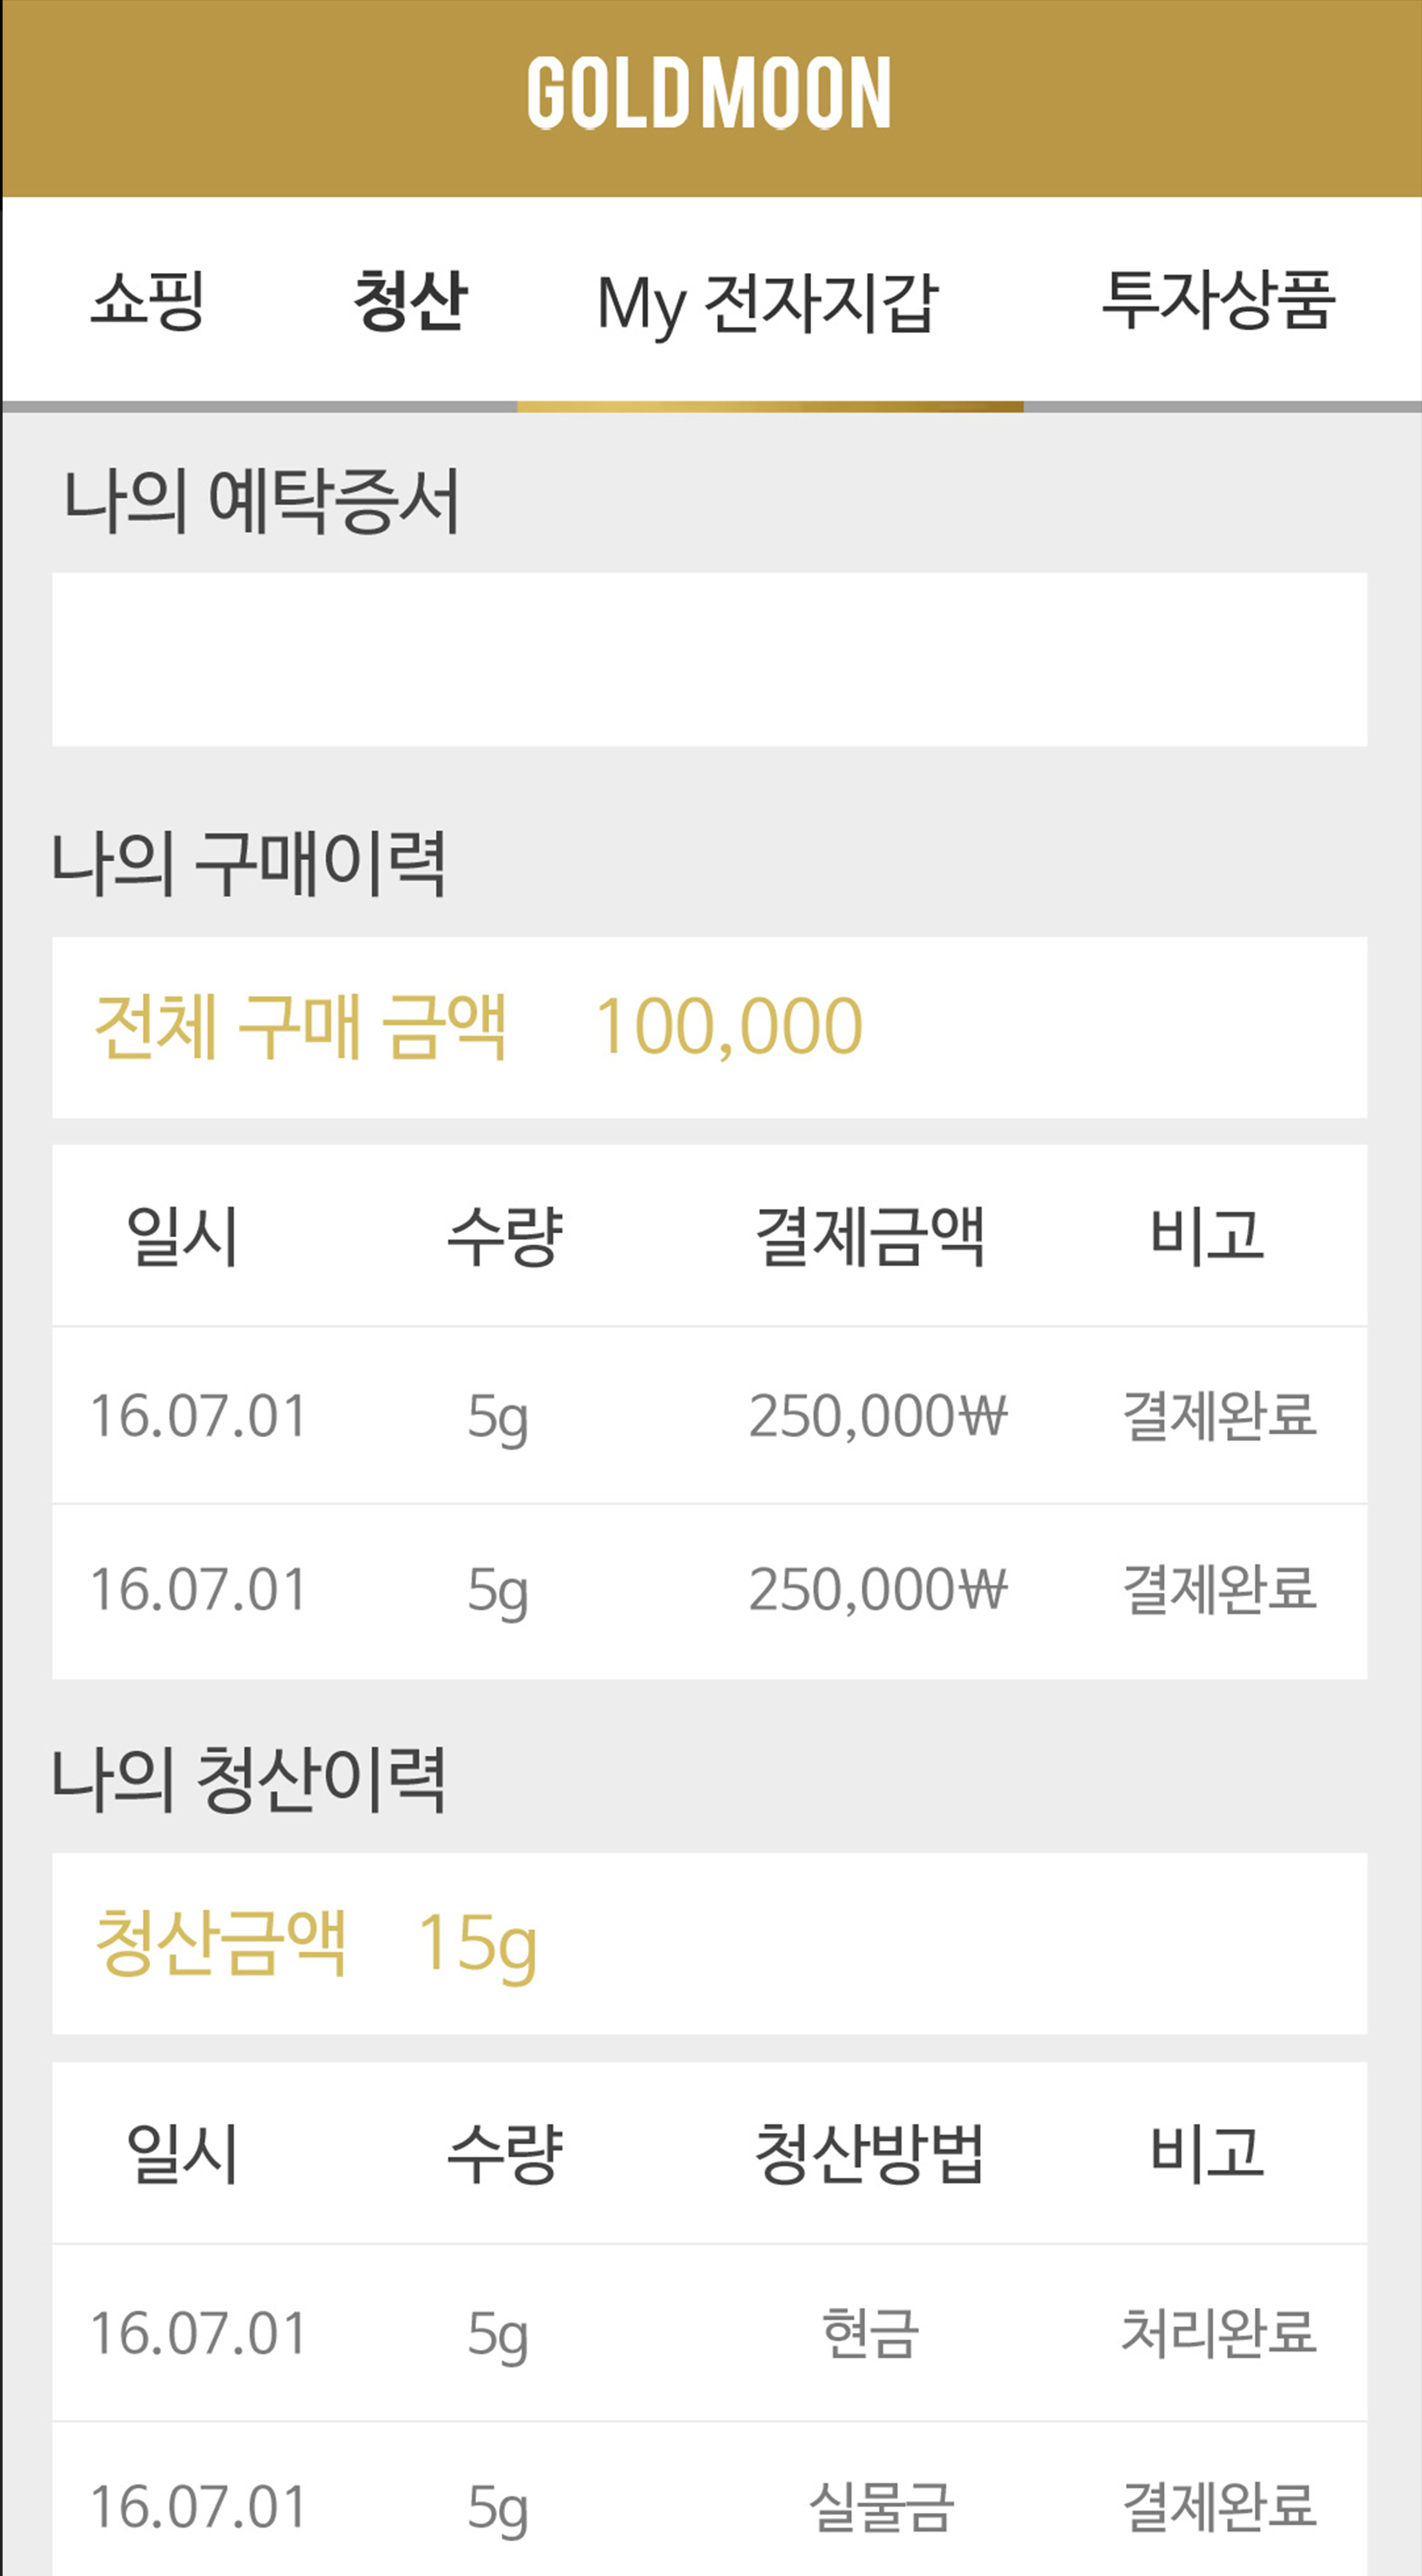 GOLDMOON
쇼핑 청산 My 전자지갑 투자상품
나의 예탁증서
나의 구매이력
전체 구매 금액 100,000
일시 수량 결제금액 비고
16.07.01 5g 250,000₩ 결제완료
16.07.01 5g 250,000₩ 결제완료
나의 청산이력
청산금액 15g
일시 수량 청산방법 비고
16.07.01 5g 현금 처리완료
16.07.01 5g 실물금 결제완료